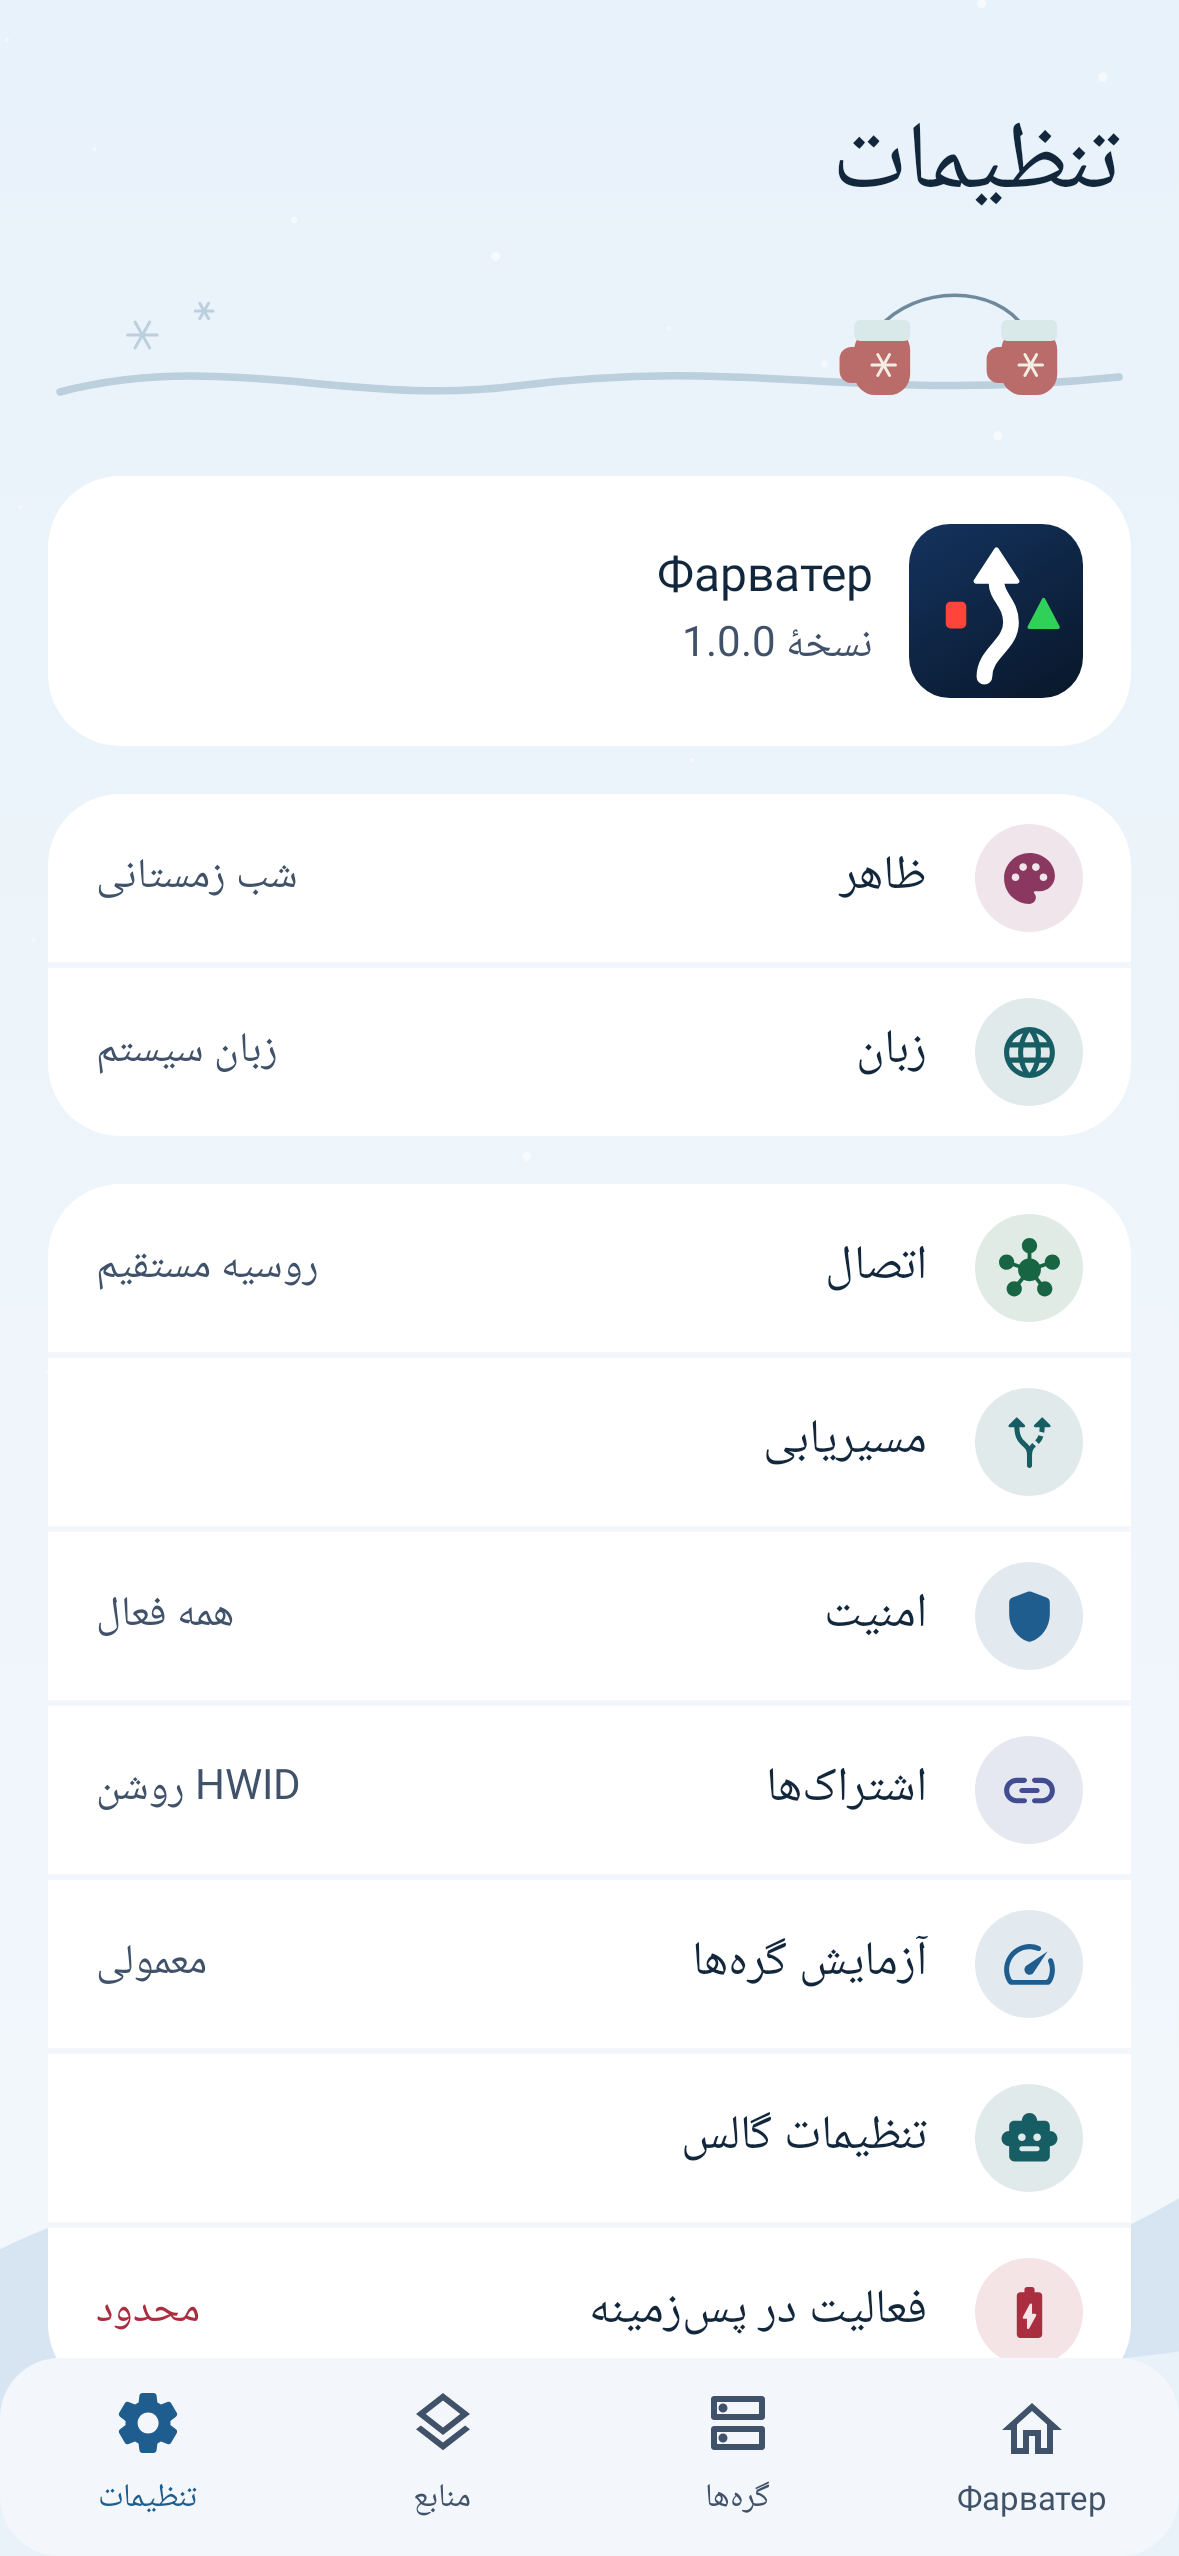 تنظیمات
Фарватер
نسخهٔ 1.0.0
ظاهر
شب زمستانی
زبان
زبان سیستم
اتصال
روسیه مستقیم
مسیریابی
امنیت
همه فعال
اشتراک‌ها
HWID روشن
آزمایش گره‌ها
معمولی
تنظیمات گالس
فعالیت در پس‌زمینه
محدود
Фарватер
گره‌ها
منابع
تنظیمات